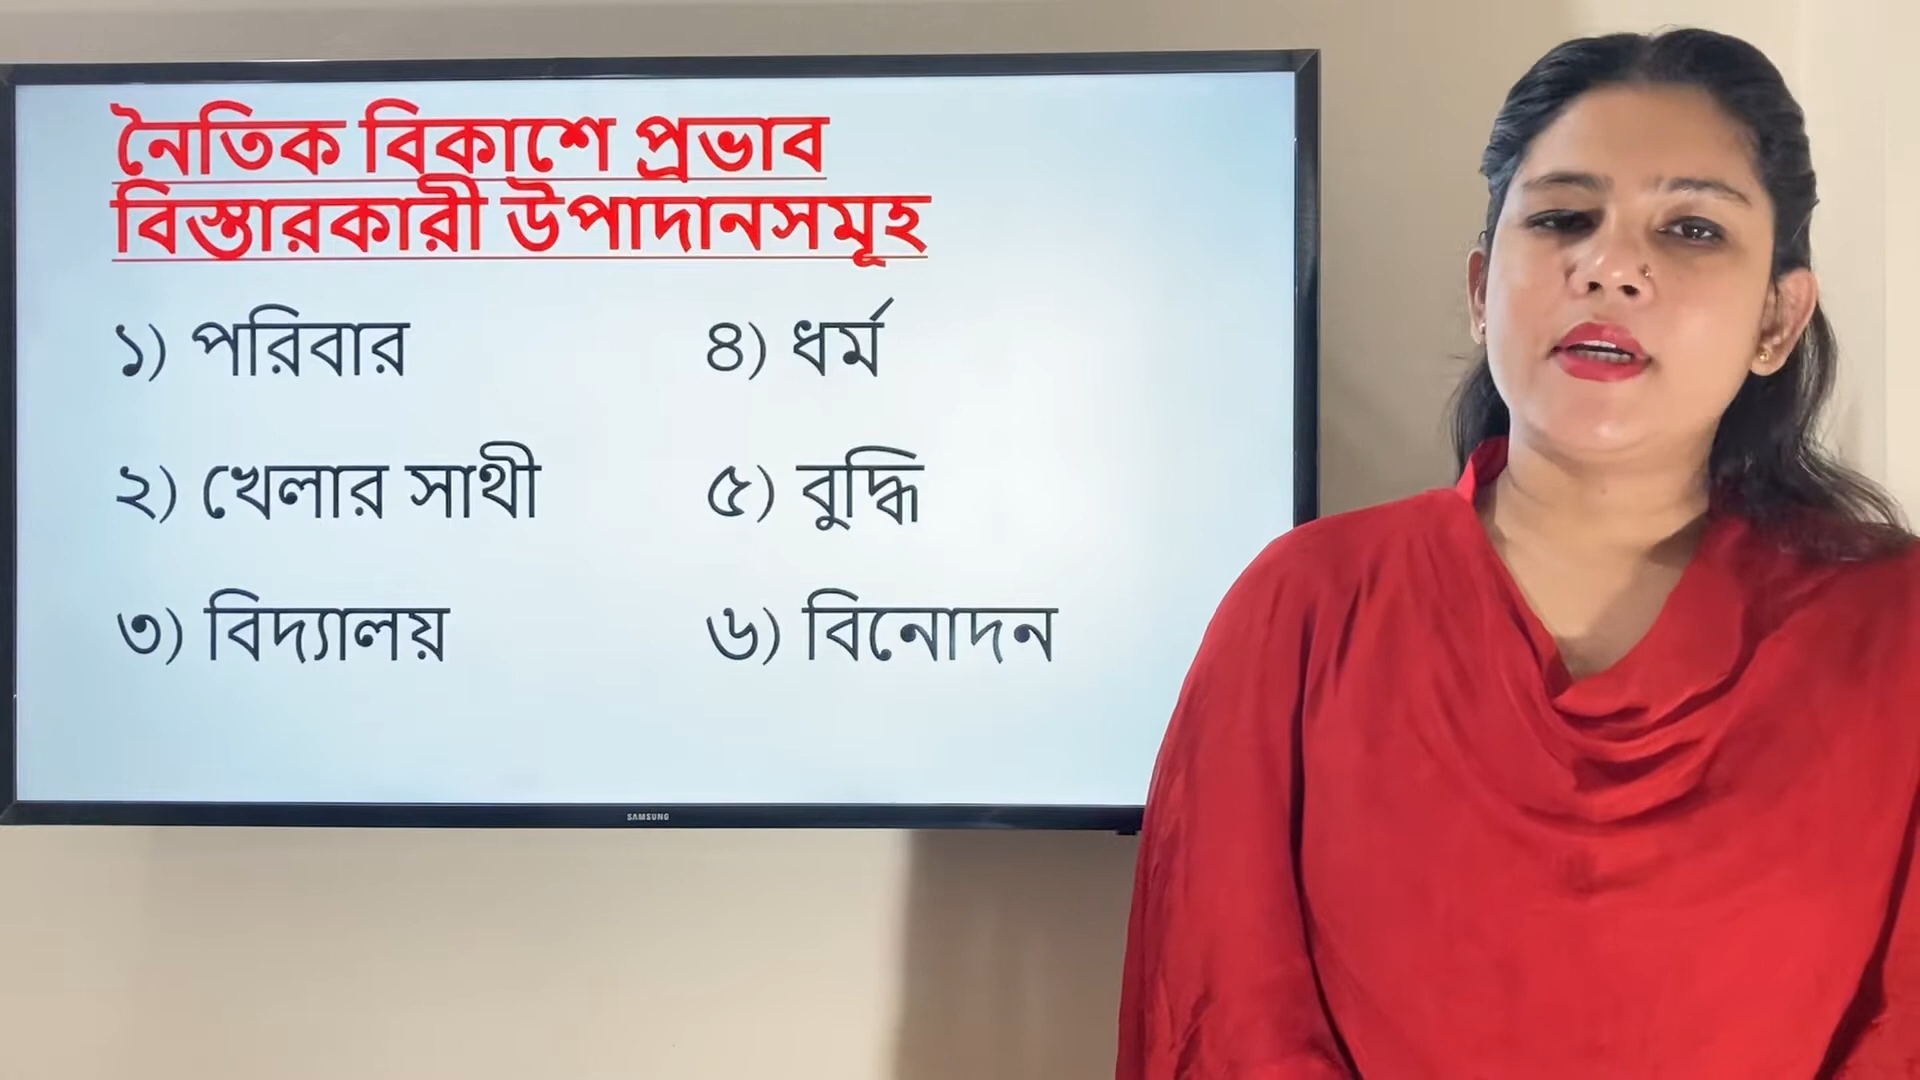 নৈতিক বিকাশে প্রভাব
বিস্তারকারী উপাদানসমূহ
১) পরিবার
২) খেলার সাথী
৩) বিদ্যালয়
৪) ধর্ম
৫) বুদ্ধি
৬) বিনোদন
SAMSUNG